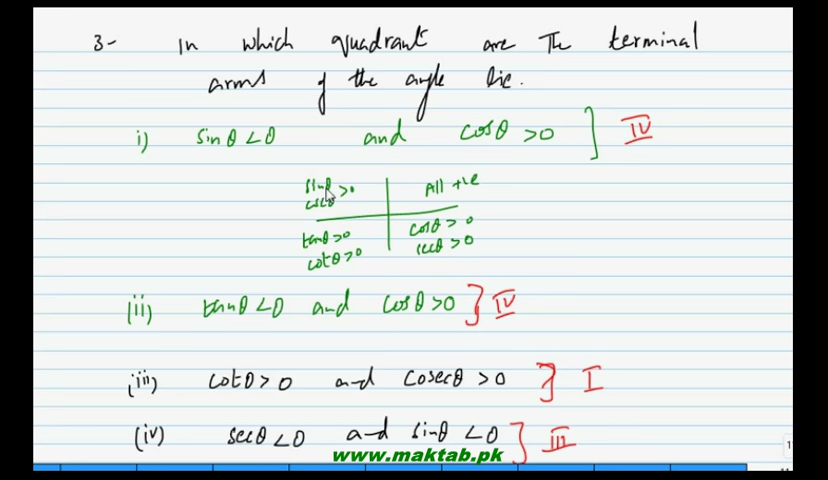 3- In which quadrant are The terminal
arms of the angle lie.
i) sinθ < 0 and cosθ > 0 ] IV
sinθ cscθ > 0 All +ve
tanθ > 0 cosθ > 0
cotθ > 0 secθ > 0
(ii) tanθ < 0 and cosθ > 0 } IV
(iii) cotθ > 0 and cosecθ > 0 } I
(iv) secθ < 0 and sinθ < 0 } III
www.maktab.pk